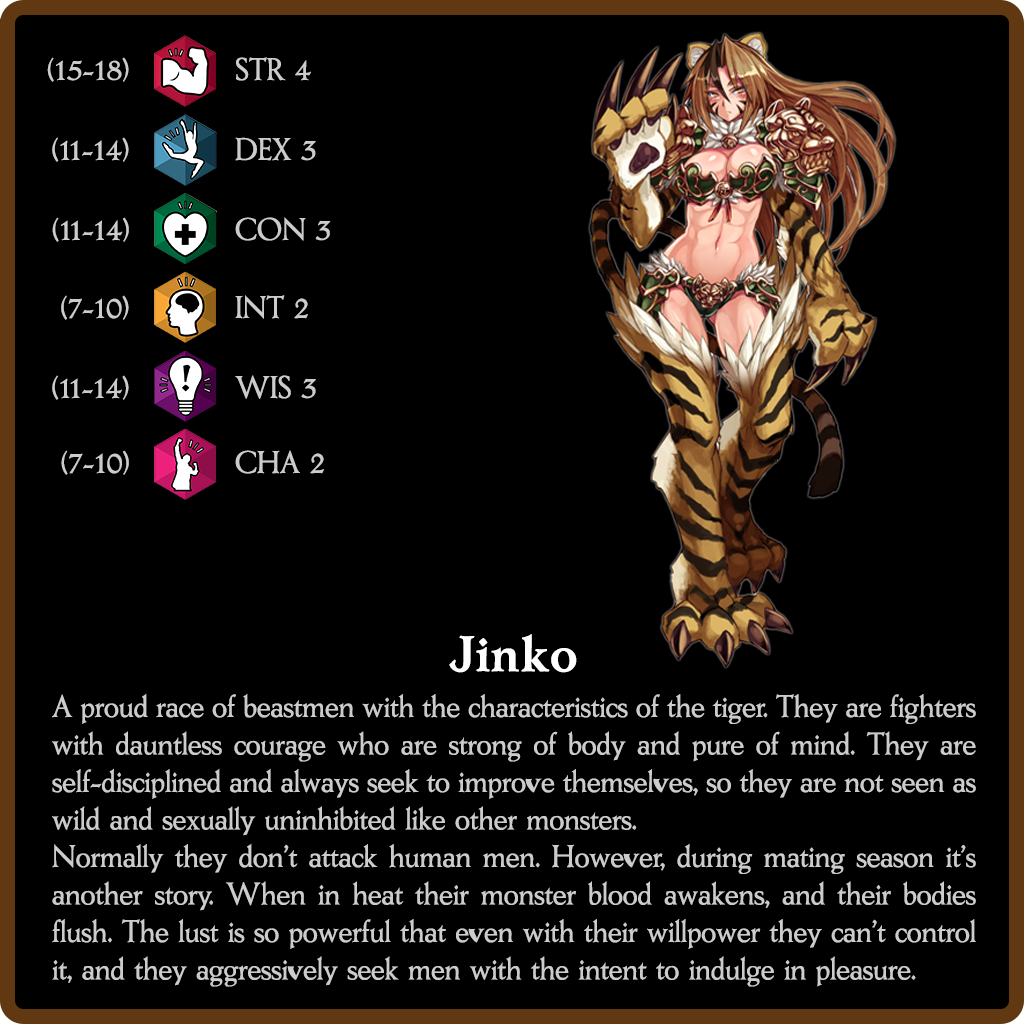 (15-18) STR 4
(11-14) DEX 3
(11-14) CON 3
(7-10) INT 2
(11-14) WIS 3
(7-10) CHA 2
Jinko
A proud race of beastmen with the characteristics of the tiger. They are fighters
with dauntless courage who are strong of body and pure of mind. They are
self-disciplined and always seek to improve themselves, so they are not seen as
wild and sexually uninhibited like other monsters.
Normally they don't attack human men. However, during mating season it's
another story. When in heat their monster blood awakens, and their bodies
flush. The lust is so powerful that even with their willpower they can't control
it, and they aggressively seek men with the intent to indulge in pleasure.